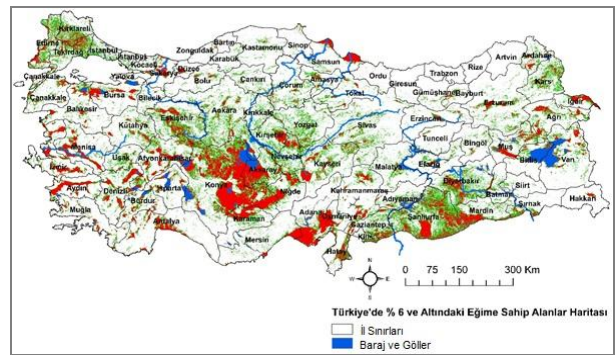 Kırklareli
Edirne
Tekirdağ
İstanbul
Kocaeli
Yalova
Sakarya
Düzce
Zonguldak
Bartın
Karabük
Kastamonu
Sinop
Samsun
Bolu
Çankırı
Çorum
Amasya
Tokat
Ordu
Giresun
Trabzon
Rize
Artvin
Ardahan
Kars
Gümüşhane
Bayburt
Erzurum
Iğdır
Ağrı
Çanakkale
Çanakkale
Balıkesir
Bursa
Bilecik
Kütahya
Eskişehir
Ankara
Kırıkkale
Kırşehir
Yozgat
Sivas
Erzincan
Tunceli
Bingöl
Muş
Bitlis
Van
Manisa
İzmir
Uşak
Afyonkarahisar
Aydın
Denizli
Isparta
Burdur
Muğla
Antalya
Konya
Aksaray
Nevşehir
Niğde
Kayseri
Karaman
Mersin
Adana
Osmaniye
Hatay
Kahramanmaraş
Malatya
Elazığ
Adıyaman
Gaziantep
Şanlıurfa
Diyarbakır
Mardin
Batman
Siirt
Şırnak
Hakkari
0 75 150 300 Km
Türkiye'de % 6 ve Altındaki Eğime Sahip Alanlar Haritası
İl Sınırları
Baraj ve Göller